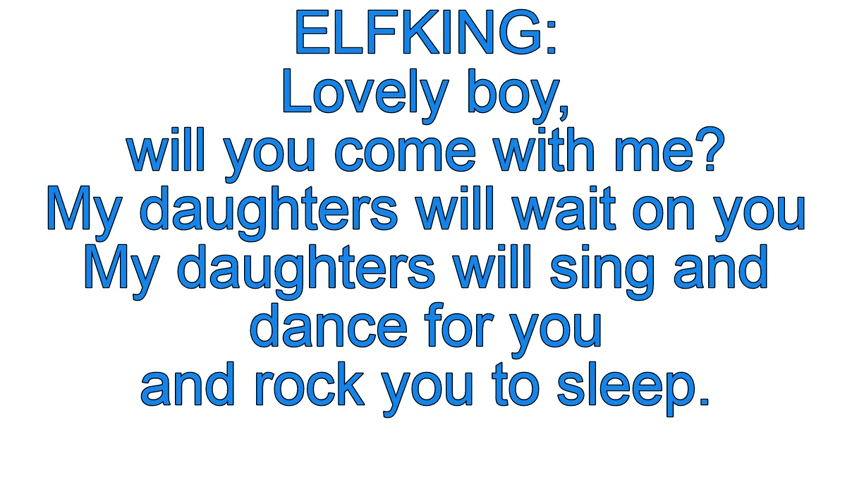 ELFKING:
Lovely boy,
will you come with me?
My daughters will wait on you
My daughters will sing and
dance for you
and rock you to sleep.